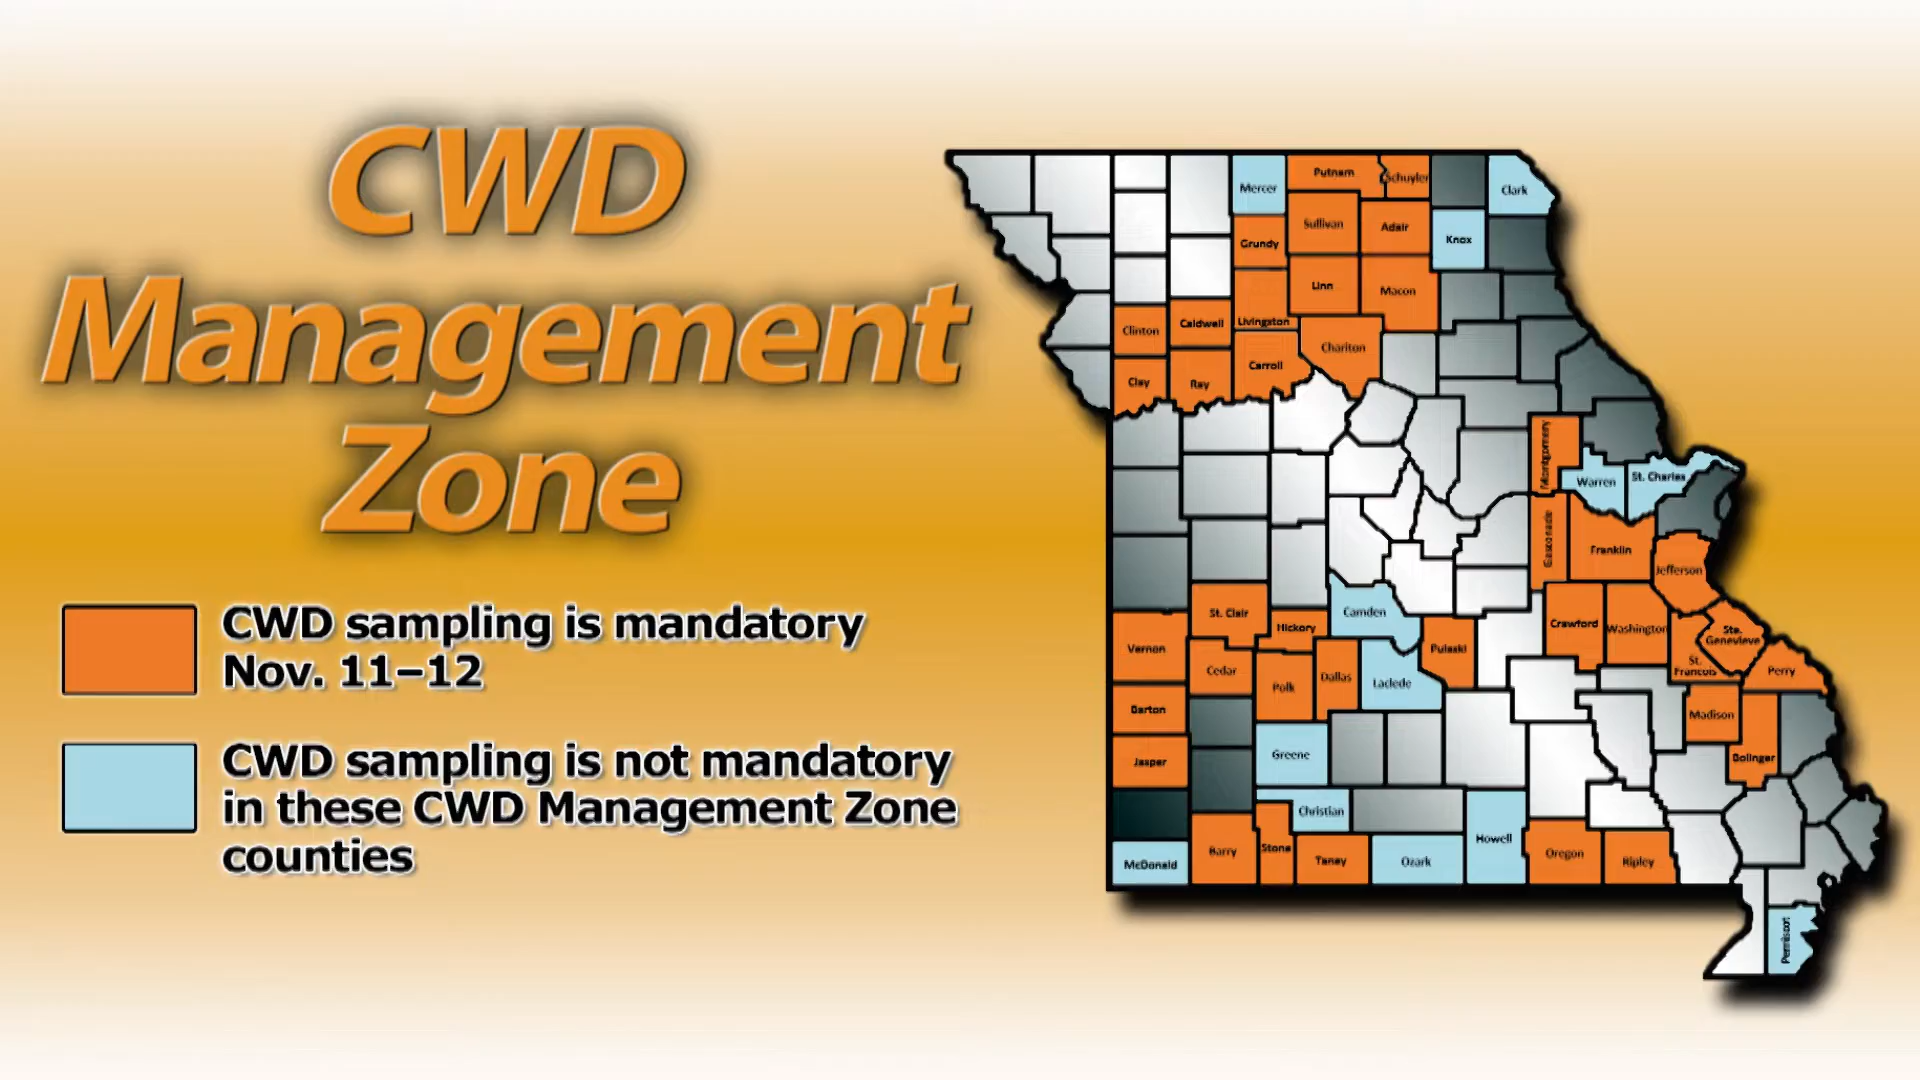 CWD
Management
Zone
CWD sampling is mandatory
Nov. 11–12
CWD sampling is not mandatory
in these CWD Management Zone
counties
Mercer
Putnam
Schuyler
Clark
Sullivan
Adair
Knox
Grundy
Linn
Macon
Clinton
Caldwell
Livingston
Chariton
Clay
Ray
Carroll
Montgomery
Warren
St. Charles
Gasconade
Franklin
Jefferson
St. Clair
Hickory
Camden
Pulaski
Crawford
Washington
Ste.
Genevieve
St.
Francois
Perry
Vernon
Cedar
Polk
Dallas
Laclede
Barton
Madison
Jasper
Greene
Bolinger
Christian
McDonald
Barry
Stone
Taney
Ozark
Howell
Oregon
Ripley
Pemiscot